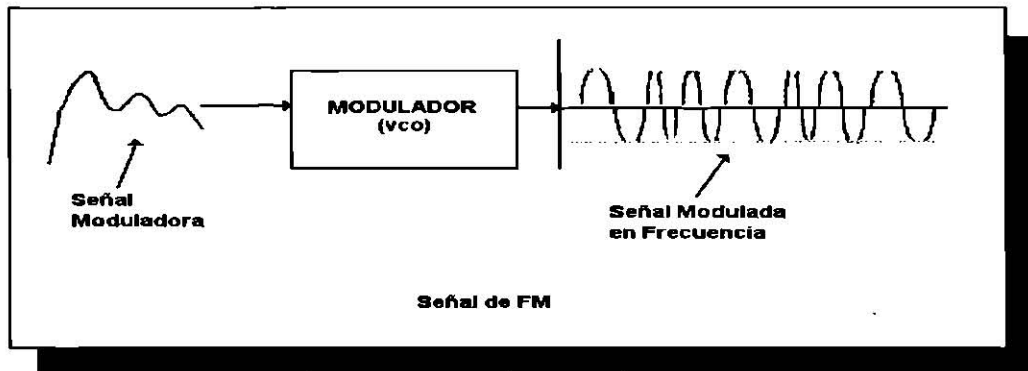 MODULADOR
(VCO)
Señal
Moduladora
Señal Modulada
en Frecuencia
Señal de FM